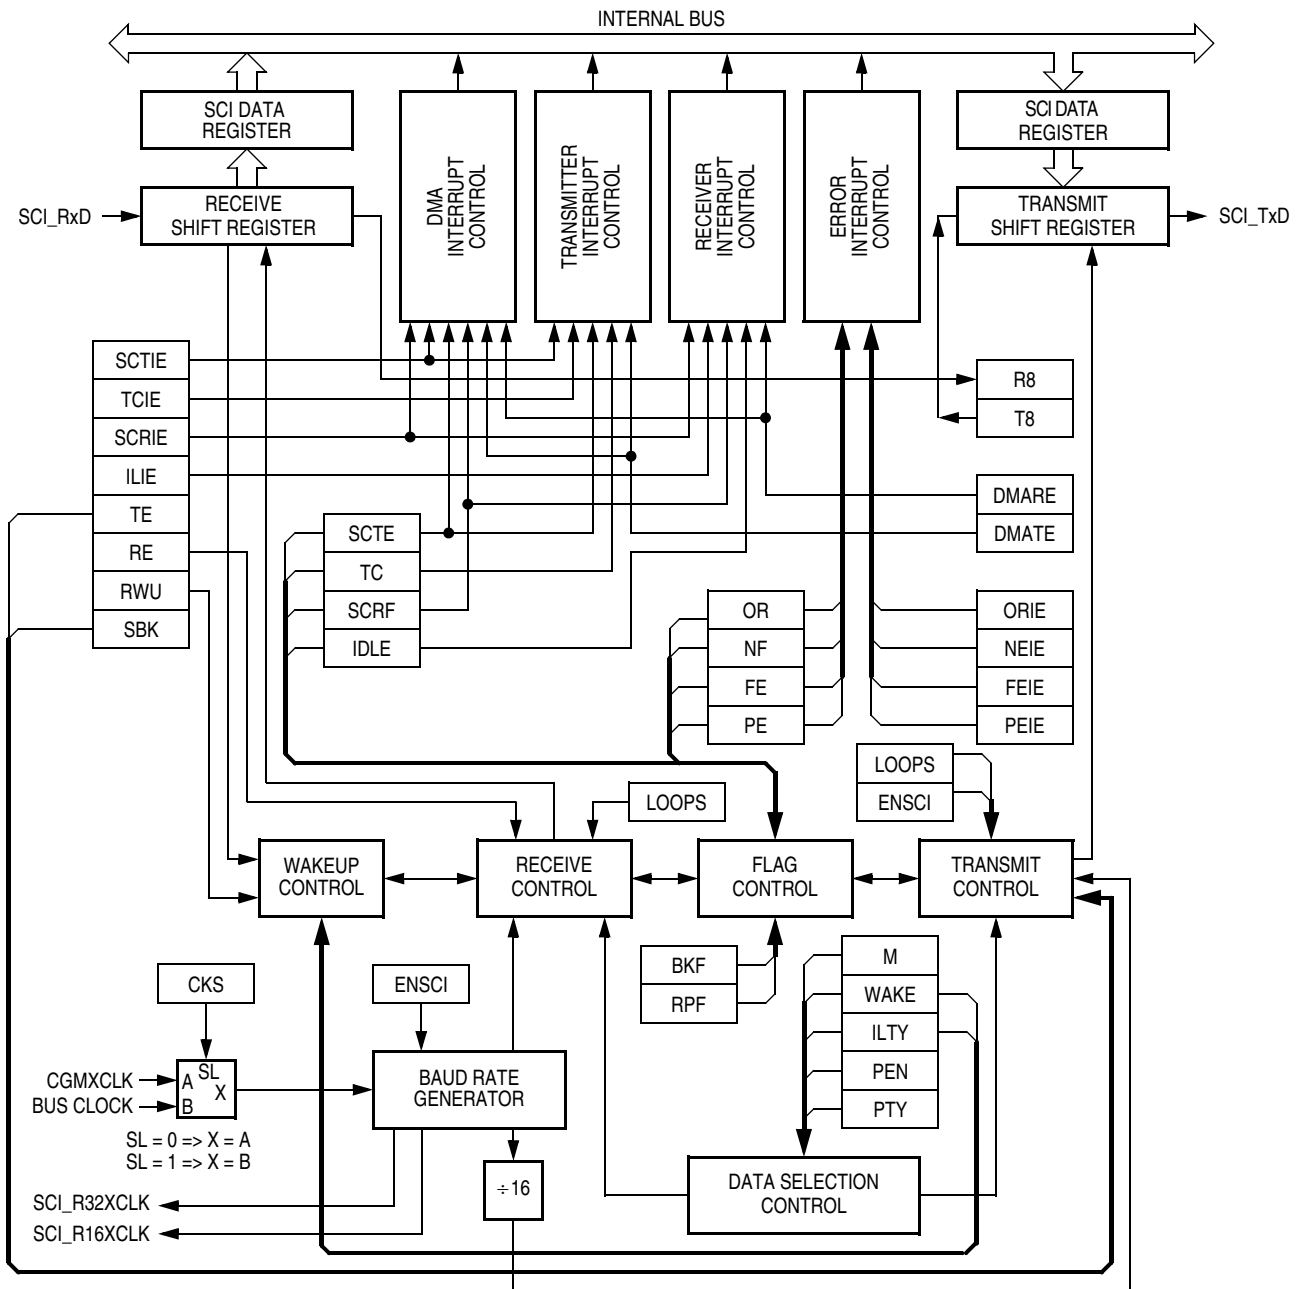 INTERNAL BUS
SCI DATA
REGISTER
DMA
INTERRUPT
CONTROL
TRANSMITTER
INTERRUPT
CONTROL
RECEIVER
INTERRUPT
CONTROL
ERROR
INTERRUPT
CONTROL
SCI DATA
REGISTER
SCI_RxD
RECEIVE
SHIFT REGISTER
TRANSMIT
SHIFT REGISTER
SCI_TxD
SCTIE
TCIE
SCRIE
ILIE
TE
RE
RWU
SBK
R8
T8
DMARE
DMATE
SCTE
TC
SCRF
IDLE
OR
NF
FE
PE
ORIE
NEIE
FEIE
PEIE
LOOPS
LOOPS
ENSCI
WAKEUP
CONTROL
RECEIVE
CONTROL
FLAG
CONTROL
TRANSMIT
CONTROL
BKF
RPF
M
WAKE
ILTY
PEN
PTY
CKS
ENSCI
CGMXCLK
BUS CLOCK
SL
A
X
B
SL = 0 => X = A
SL = 1 => X = B
BAUD RATE
GENERATOR
÷16
DATA SELECTION
CONTROL
SCI_R32XCLK
SCI_R16XCLK